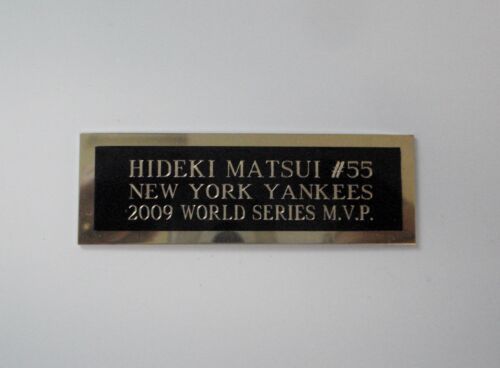 HIDEKI MATSUI #55
NEW YORK YANKEES
2009 WORLD SERIES M.V.P.